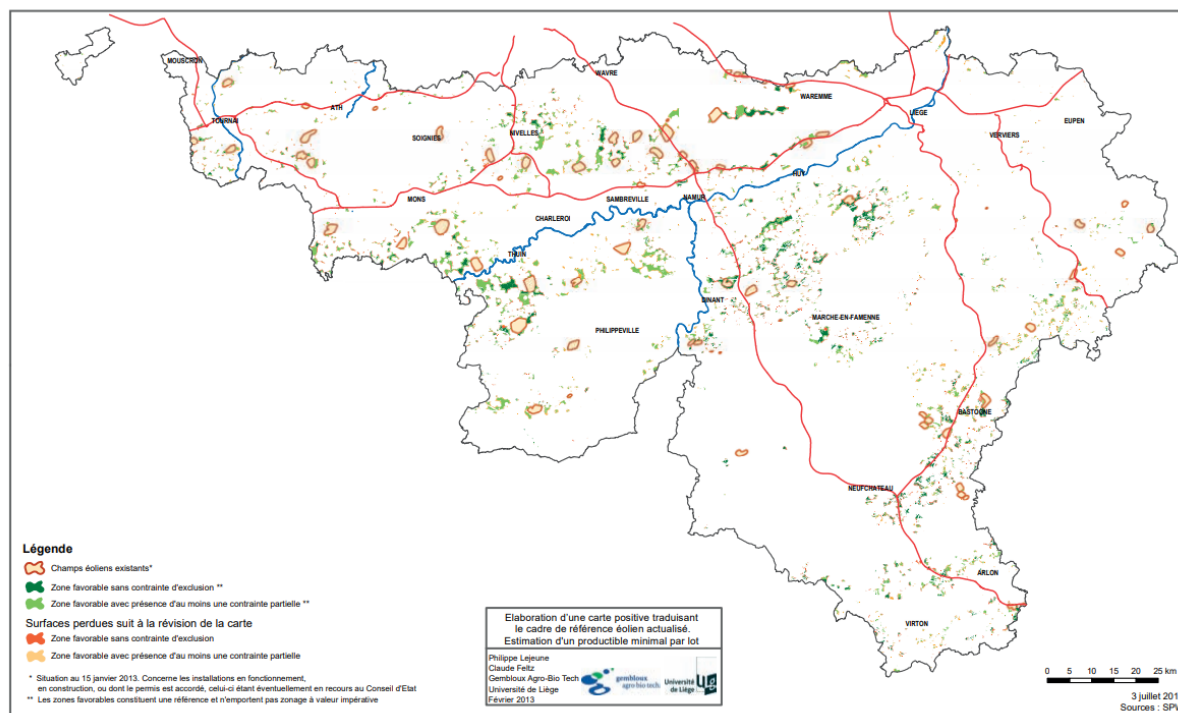 MOUSCRON
WAVRE
WAREMME
ATH
TOURNAI
LIEGE
EUPEN
SOIGNIES
NIVELLES
VERVIERS
HUY
MONS
SAMBREVILLE
NAMUR
CHARLEROI
THUIN
DINANT
PHILIPPEVILLE
MARCHE-EN-FAMENNE
BASTOGNE
NEUFCHATEAU
ARLON
VIRTON
Légende
Champs éoliens existants*
Zone favorable sans contrainte d'exclusion **
Zone favorable avec présence d'au moins une contrainte partielle **
Surfaces perdues suit à la révision de la carte
Zone favorable sans contrainte d'exclusion
Zone favorable avec présence d'au moins une contrainte partielle
* Situation au 15 janvier 2013. Concerne les installations en fonctionnement,
en construction, ou dont le permis est accordé, celui-ci étant éventuellement en recours au Conseil d'Etat
** Les zones favorables constituent une référence et n'emportent pas zonage à valeur impérative
Elaboration d'une carte positive traduisant
le cadre de référence éolien actualisé.
Estimation d'un productible minimal par lot
Philippe Lejeune
Claude Feltz
Gembloux Agro-Bio Tech
Université de Liège
Février 2013
gembloux
agro-bio tech
Université
de Liège
0 5 10 15 20 25 km
3 juillet 201
Sources : SPW